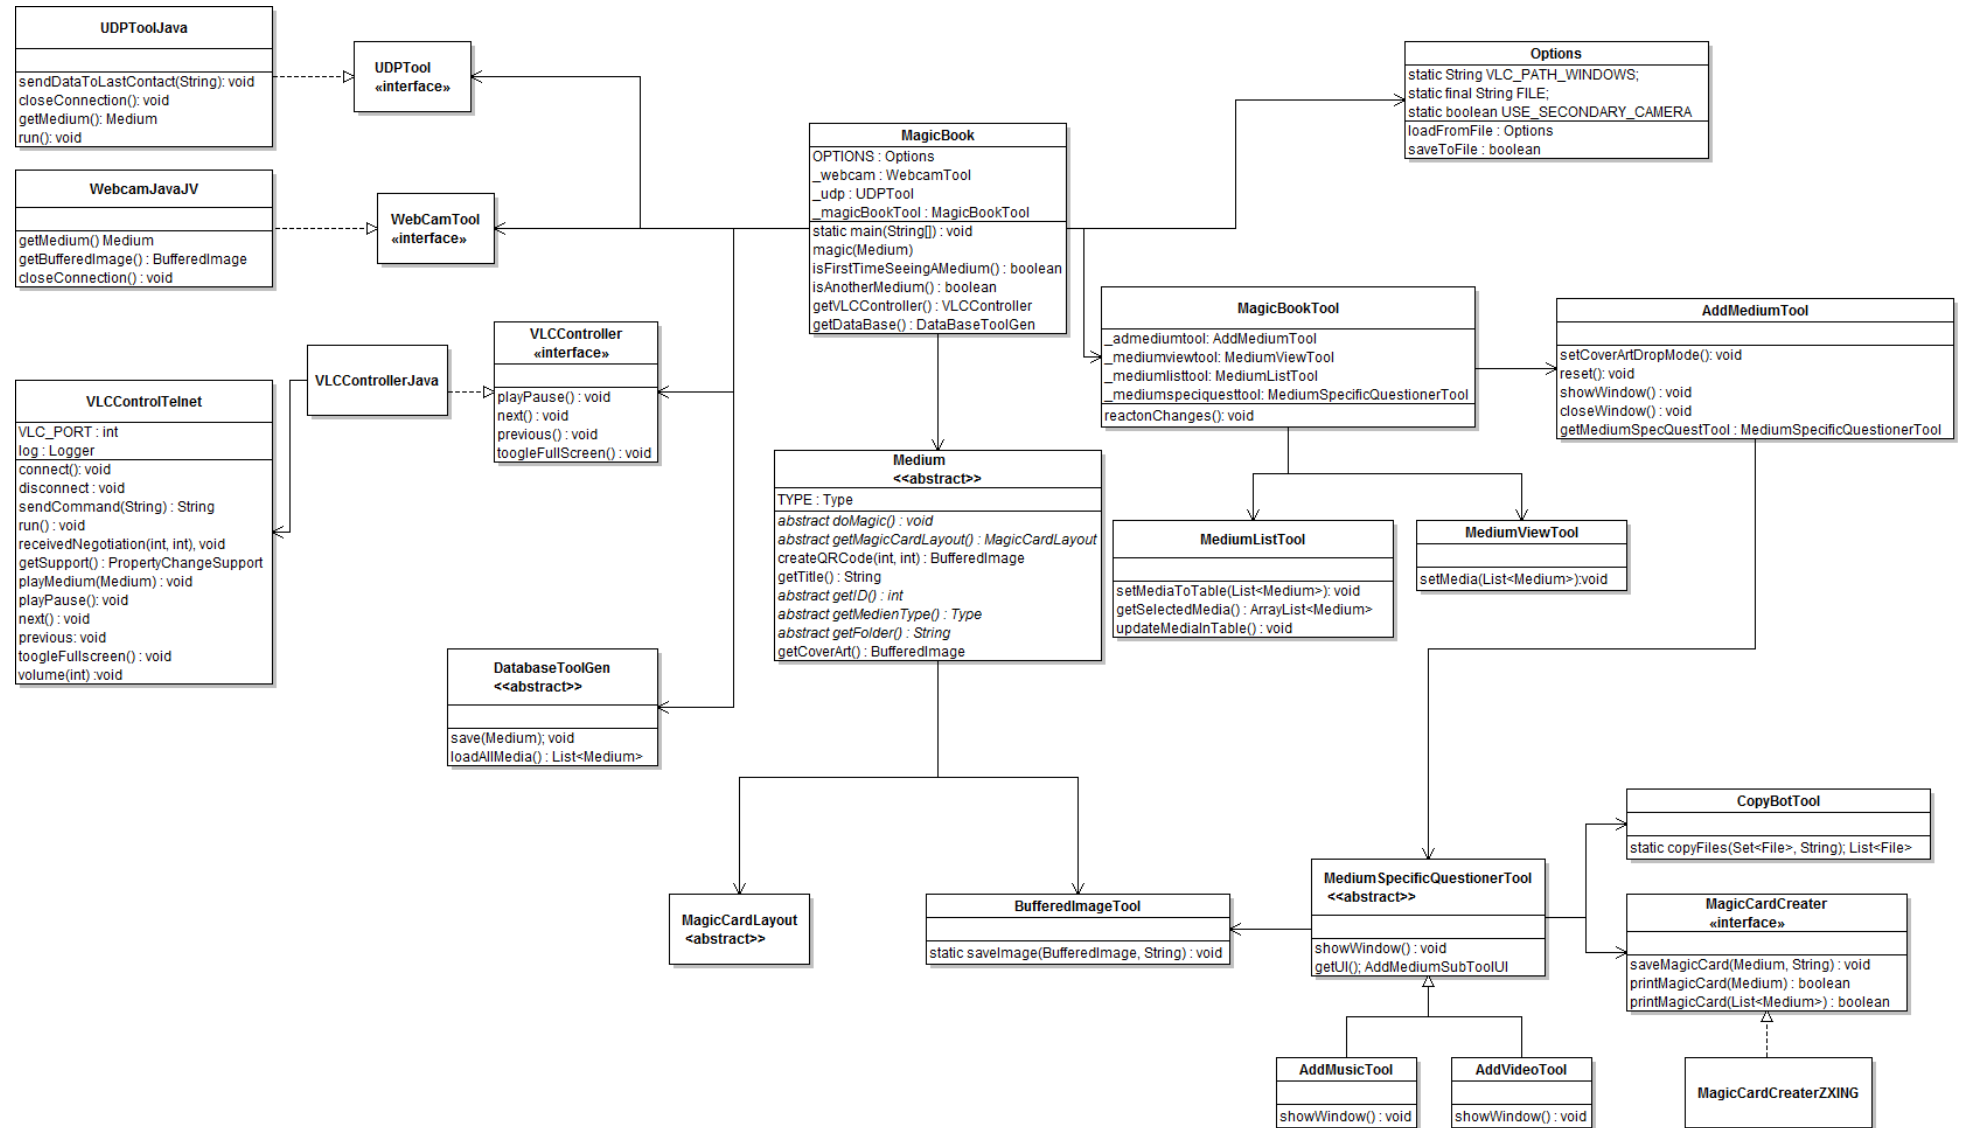 UDPToolJava
sendDataToLastContact(String): void
closeConnection(): void
getMedium(): Medium
run(): void
UDPTool
«interface»
WebcamJavaJV
getMedium() Medium
getBufferedImage() : BufferedImage
closeConnection() : void
WebCamTool
«interface»
MagicBook
OPTIONS : Options
_webcam : WebcamTool
_udp : UDPTool
_magicBookTool : MagicBookTool
static main(String[]) : void
magic(Medium)
isFirstTimeSeeingAMedium() : boolean
isAnotherMedium() : boolean
getVLCController() : VLCController
getDataBase() : DataBaseToolGen
Options
static String VLC_PATH_WINDOWS;
static final String FILE;
static boolean USE_SECONDARY_CAMERA
loadFromFile : Options
saveToFile : boolean
VLCController
«interface»
playPause() : void
next() : void
previous() : void
toogleFullScreen() : void
VLCControllerJava
VLCControlTelnet
VLC_PORT : int
log : Logger
connect(): void
disconnect : void
sendCommand(String) : String
run() : void
receivedNegotiation(int, int), void
getSupport() : PropertyChangeSupport
playMedium(Medium) : void
playPause(): void
next() : void
previous: void
toogleFullscreen() : void
volume(int) :void
MagicBookTool
_admediumtool: AddMediumTool
_mediumviewtool: MediumViewTool
_mediumlisttool: MediumListTool
_mediumspeciquesttool: MediumSpecificQuestionerTool
reactonChanges(): void
AddMediumTool
setCoverArtDropMode(): void
reset(): void
showWindow() : void
closeWindow() : void
getMediumSpecQuestTool : MediumSpecificQuestionerTool
Medium
<<abstract>>
TYPE : Type
abstract doMagic() : void
abstract getMagicCardLayout() : MagicCardLayout
createQRCode(int, int) : BufferedImage
getTitle() : String
abstract getID() : int
abstract getMedienType() : Type
abstract getFolder() : String
getCoverArt() : BufferedImage
MediumListTool
setMediaToTable(List<Medium>): void
getSelectedMedia() : ArrayList<Medium>
updateMediaInTable() : void
MediumViewTool
setMedia(List<Medium>):void
DatabaseToolGen
<<abstract>>
save(Medium); void
loadAllMedia() : List<Medium>
MagicCardLayout
<abstract>>
BufferedImageTool
static saveImage(BufferedImage, String) : void
MediumSpecificQuestionerTool
<<abstract>>
showWindow() : void
getUI(); AddMediumSubToolUI
CopyBotTool
static copyFiles(Set<File>, String); List<File>
MagicCardCreater
«interface»
saveMagicCard(Medium, String) : void
printMagicCard(Medium) : boolean
printMagicCard(List<Medium>) : boolean
AddMusicTool
showWindow() : void
AddVideoTool
showWindow() : void
MagicCardCreaterZXING